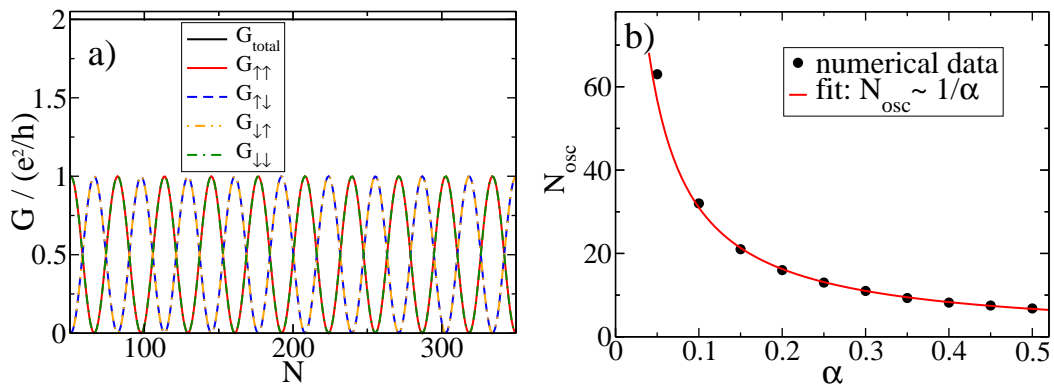 a)
G_total
G_↑↑
G_↑↓
G_↓↑
G_↓↓
G / (e²/h)
2
1.5
1
0.5
0
100
200
300
N
b)
numerical data
fit: N_osc ~ 1/α
N_osc
60
40
20
0
0
0.1
0.2
0.3
0.4
0.5
α